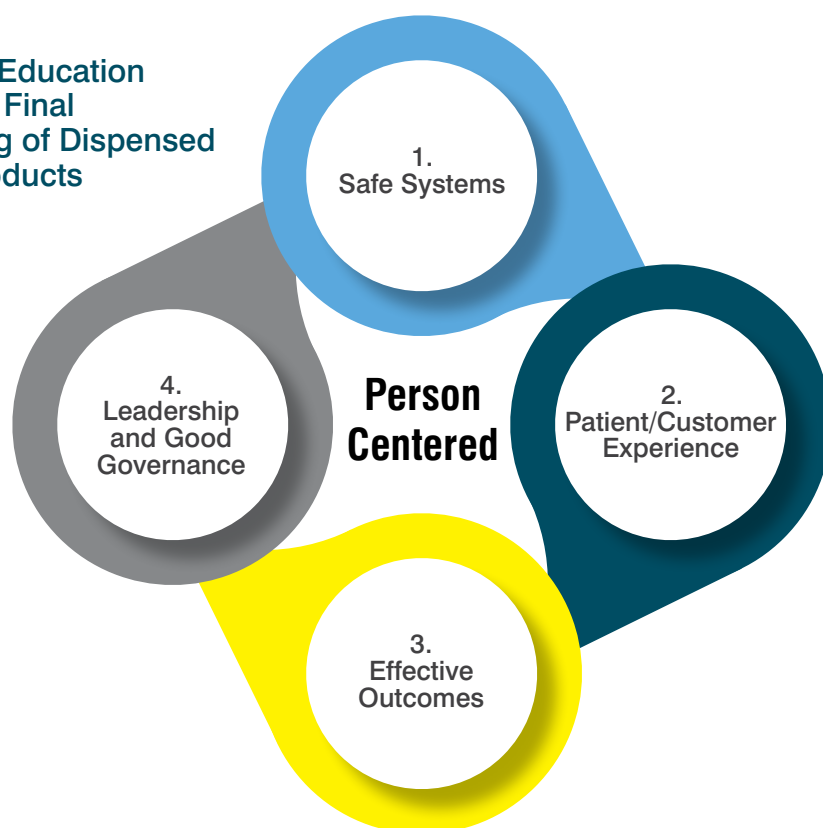 Education
Final
g of Dispensed
oducts
1.
Safe Systems
4.
Leadership
and Good
Governance
Person
Centered
2.
Patient/Customer
Experience
3.
Effective
Outcomes